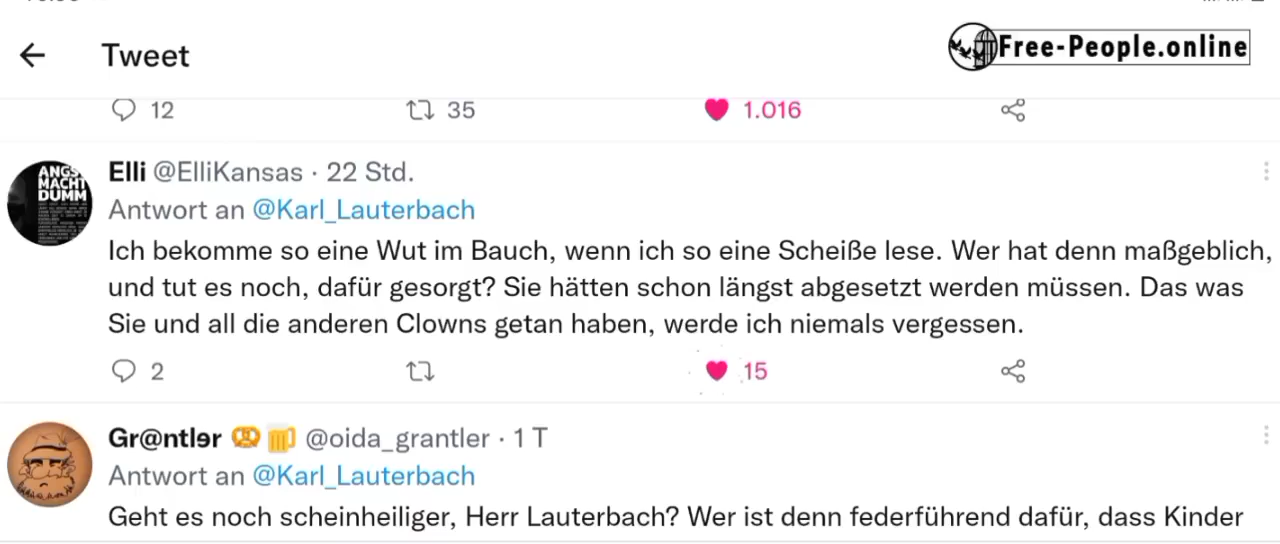 Tweet
Free-People.online
12 35 1.016
ANGST MACHT DUMM
Elli @ElliKansas · 22 Std.
Antwort an @Karl_Lauterbach
Ich bekomme so eine Wut im Bauch, wenn ich so eine Scheiße lese. Wer hat denn maßgeblich,
und tut es noch, dafür gesorgt? Sie hätten schon längst abgesetzt werden müssen. Das was
Sie und all die anderen Clowns getan haben, werde ich niemals vergessen.
2 15
Gr@ntlɘr @oida_grantler · 1 T
Antwort an @Karl_Lauterbach
Geht es noch scheinheiliger, Herr Lauterbach? Wer ist denn federführend dafür, dass Kinder